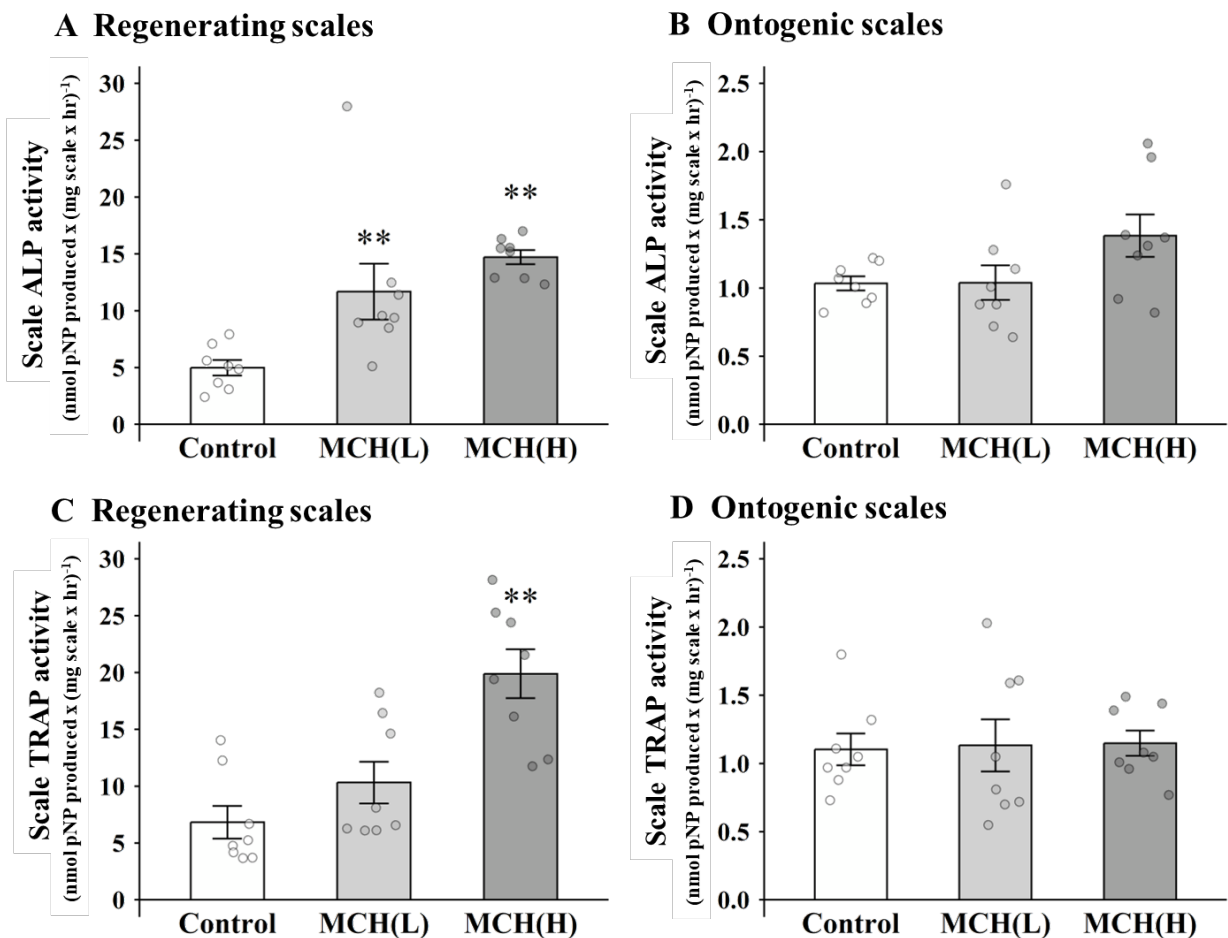 A Regenerating scales
Scale ALP activity
(nmol pNP produced x (mg scale x hr)-1)
30
25
20
15
10
5
0
**
**
Control MCH(L) MCH(H)
B Ontogenic scales
Scale ALP activity
(nmol pNP produced x (mg scale x hr)-1)
2.5
2.0
1.5
1.0
0.5
0.0
Control MCH(L) MCH(H)
C Regenerating scales
Scale TRAP activity
(nmol pNP produced x (mg scale x hr)-1)
30
25
20
15
10
5
0
**
Control MCH(L) MCH(H)
D Ontogenic scales
Scale TRAP activity
(nmol pNP produced x (mg scale x hr)-1)
2.5
2.0
1.5
1.0
0.5
0.0
Control MCH(L) MCH(H)